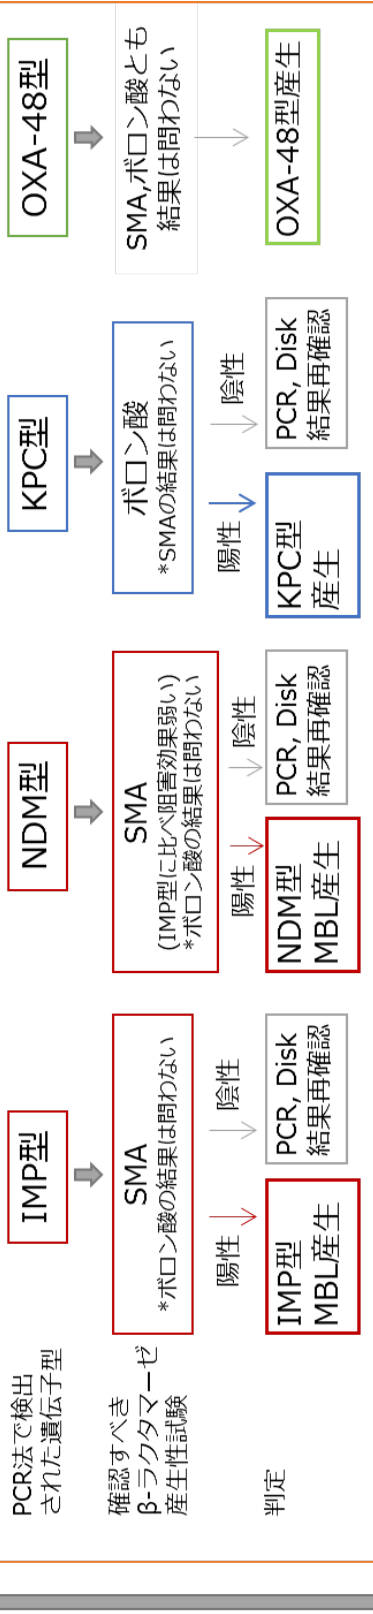 PCR法で検出
された遺伝子型
IMP型
NDM型
KPC型
OXA-48型
確認すべき
β-ラクタマーゼ
産生性試験
SMA
*ボロン酸の結果は問わない
SMA
(IMP型に比べ阻害効果弱い)
*ボロン酸の結果は問わない
ボロン酸
*SMAの結果は問わない
SMA,ボロン酸とも
結果は問わない
陽性
陰性
陽性
陰性
陽性
陰性
判定
IMP型
MBL産生
PCR, Disk
結果再確認
NDM型
MBL産生
PCR, Disk
結果再確認
KPC型
産生
PCR, Disk
結果再確認
OXA-48型産生